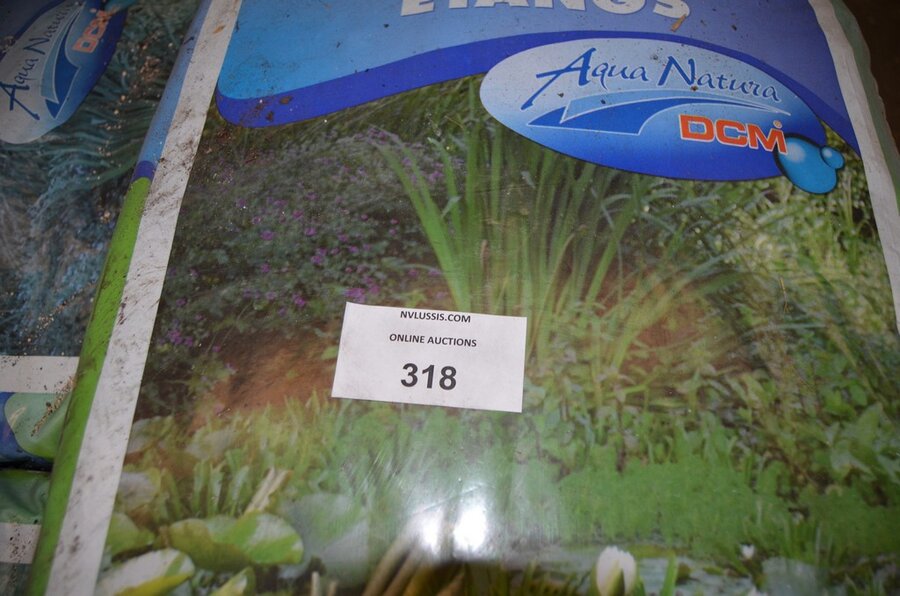 ETANGS
Aqua Natura
DCM
Aqua Natura
DCM
NVLUSSIS.COM
ONLINE AUCTIONS
318